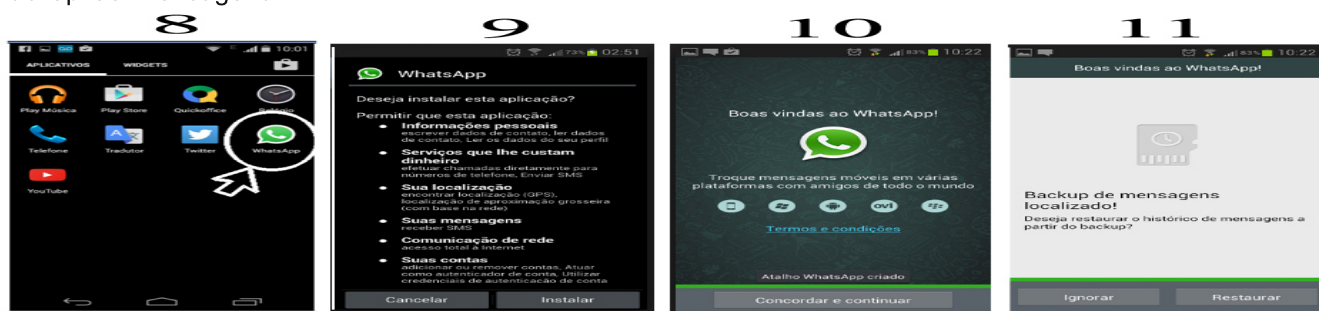 8
10:01
APLICATIVOS WIDGETS
Play Música Play Store Quickoffice
Telefone Tradutor Twitter WhatsApp
YouTube
9
73% 02:51
WhatsApp
Deseja instalar esta aplicação?
Permitir que esta aplicação:
• Informações pessoais
escrever dados de contato, ler dados
de contato, Ler os dados do seu perfil
• Serviços que lhe custam
dinheiro
efetuar chamadas diretamente para
números de telefone, Enviar SMS
• Sua localização
encontrar localização (GPS),
localização de aproximação grosseira
(com base na rede)
• Suas mensagens
receber SMS
• Comunicação de rede
acesso total à Internet
• Suas contas
adicionar ou remover contas, Atuar
como autenticador de conta, Utilizar
credenciais de autenticação de conta
Cancelar Instalar
10
83% 10:22
Boas vindas ao WhatsApp!
Troque mensagens móveis em várias
plataformas com amigos de todo o mundo
ovi
Termos e condições
Atalho WhatsApp criado
Concordar e continuar
11
83% 10:22
Boas vindas ao WhatsApp!
Backup de mensagens
localizado!
Deseja restaurar o histórico de mensagens a
partir do backup?
Ignorar Restaurar